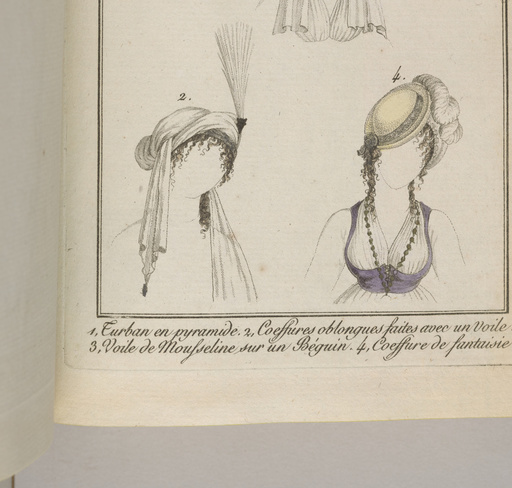 2.
4.
1, Turban en pyramide. 2, Coeffures oblongues faites avec un Voile
3, Voile de Mousseline sur un Béguin. 4, Coeffure de fantaisie